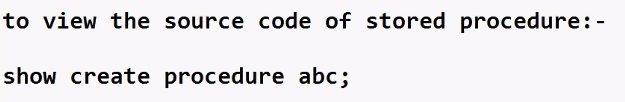 to view the source code of stored procedure:-
show create procedure abc;